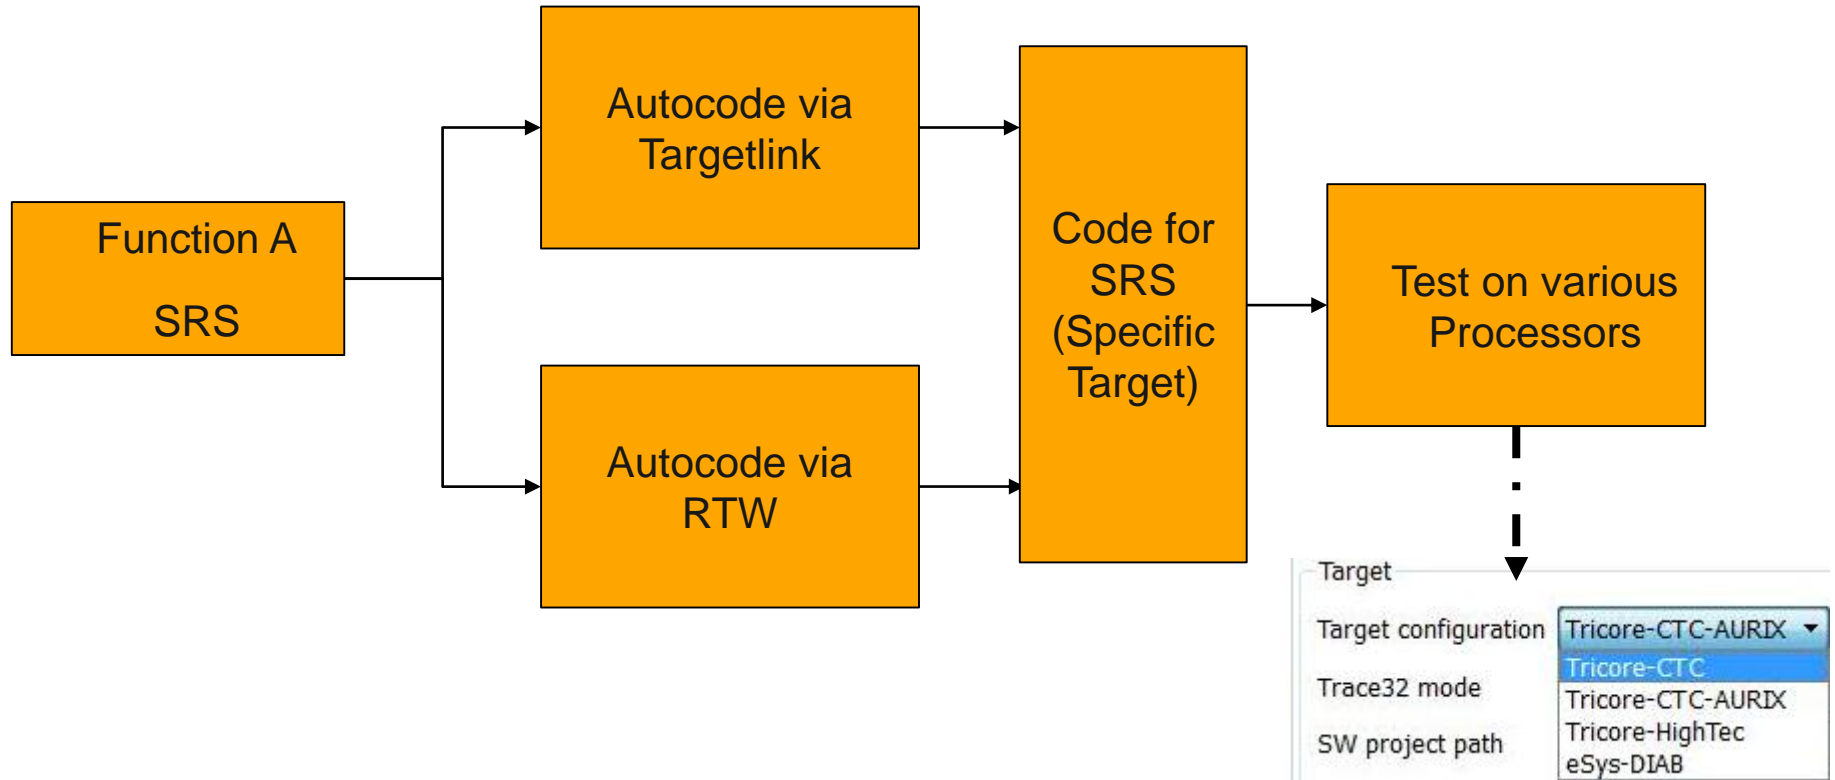 Function A
SRS
Autocode via
Targetlink
Autocode via
RTW
Code for
SRS
(Specific
Target)
Test on various
Processors
Target
Target configuration
Tricore-CTC-AURIX
Tricore-CTC
Tricore-CTC-AURIX
Tricore-HighTec
eSys-DIAB
Trace32 mode
SW project path